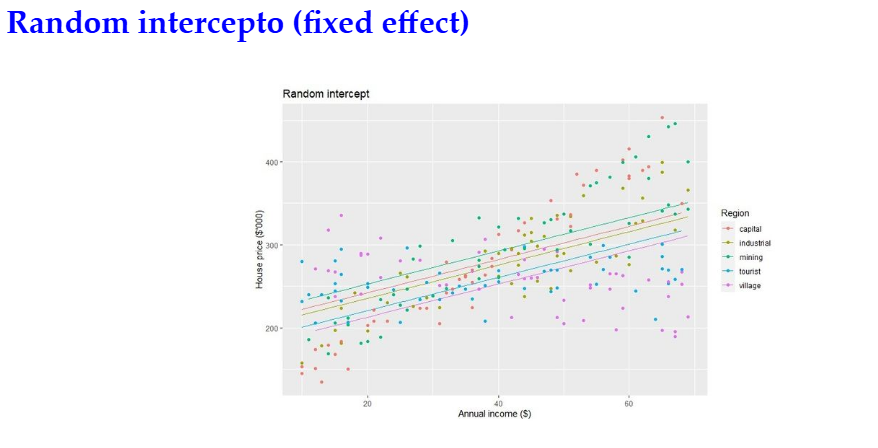 Random intercepto (fixed effect)
Random intercept
House price ($'000)
400
300
200
20
40
60
Annual income ($)
Region
capital
industrial
mining
tourist
village